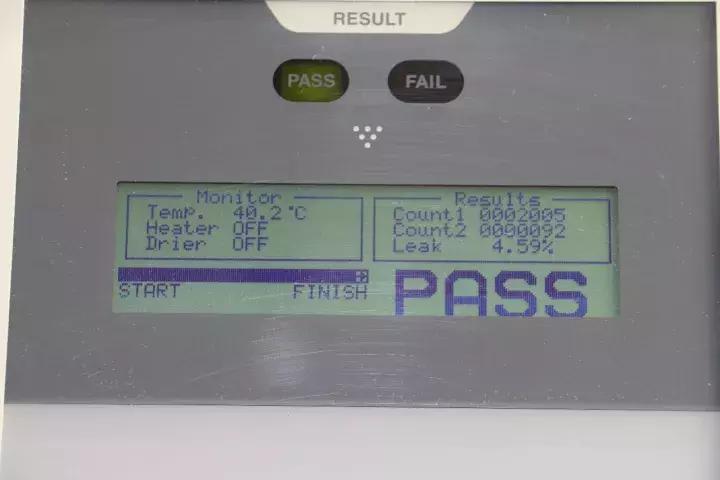 RESULT
PASS FAIL
Monitor
Temp. 40.2°C
Heater OFF
Drier OFF
START FINISH
Results
Count1 0002005
Count2 0000092
Leak 4.59%
PASS